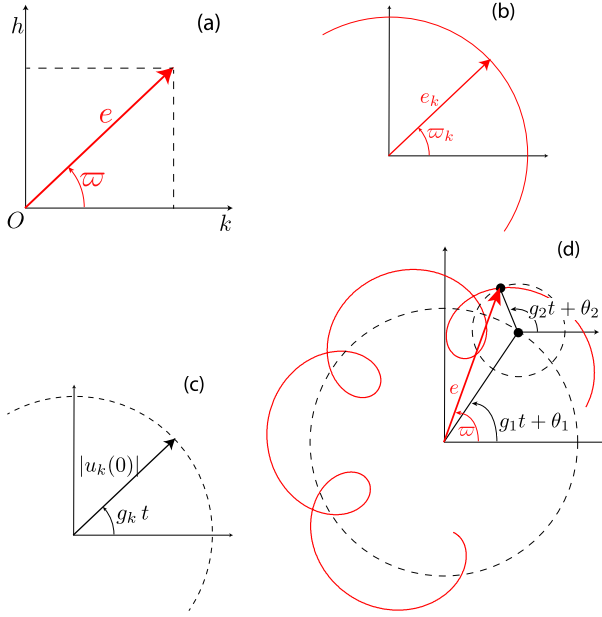 (a)
h
e
ϖ
O
k
(b)
e_k
ϖ_k
(c)
|u_k(0)|
g_k t
(d)
g_2t + θ_2
e
ϖ
g_1t + θ_1